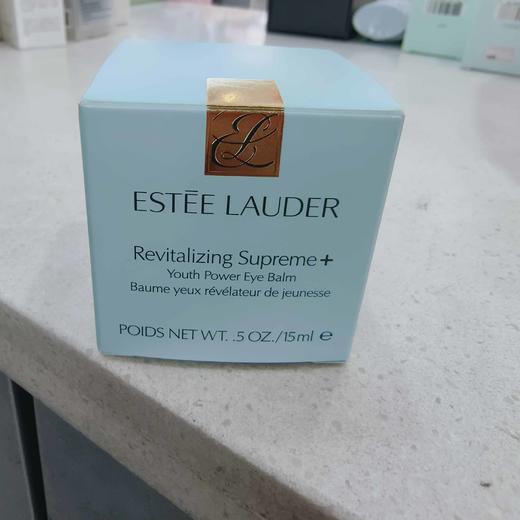 EL
ESTĒE LAUDER
Revitalizing Supreme+
Youth Power Eye Balm
Baume yeux révélateur de jeunesse
POIDS NET WT. .5 OZ./15ml ℮